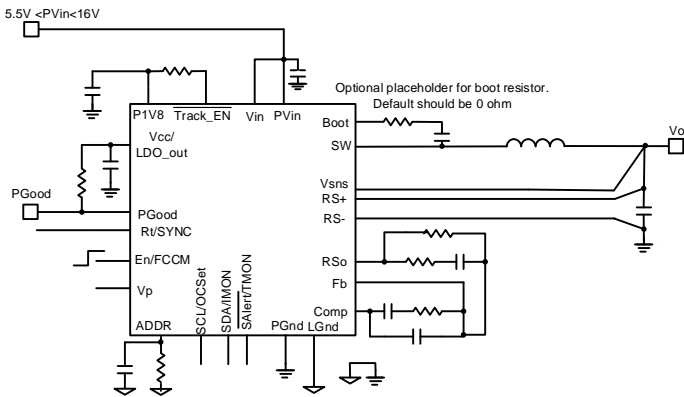 5.5V <PVin<16V
Optional placeholder for boot resistor.
Default should be 0 ohm
P1V8
Track_EN
Vin
PVin
Boot
Vo
Vcc/
LDO_out
SW
PGood
Vsns
RS+
PGood
RS-
Rt/SYNC
En/FCCM
RSo
Vp
Fb
SCL/OCSet
SDA/IMON
SAlert/TMON
Comp
ADDR
PGnd
LGnd